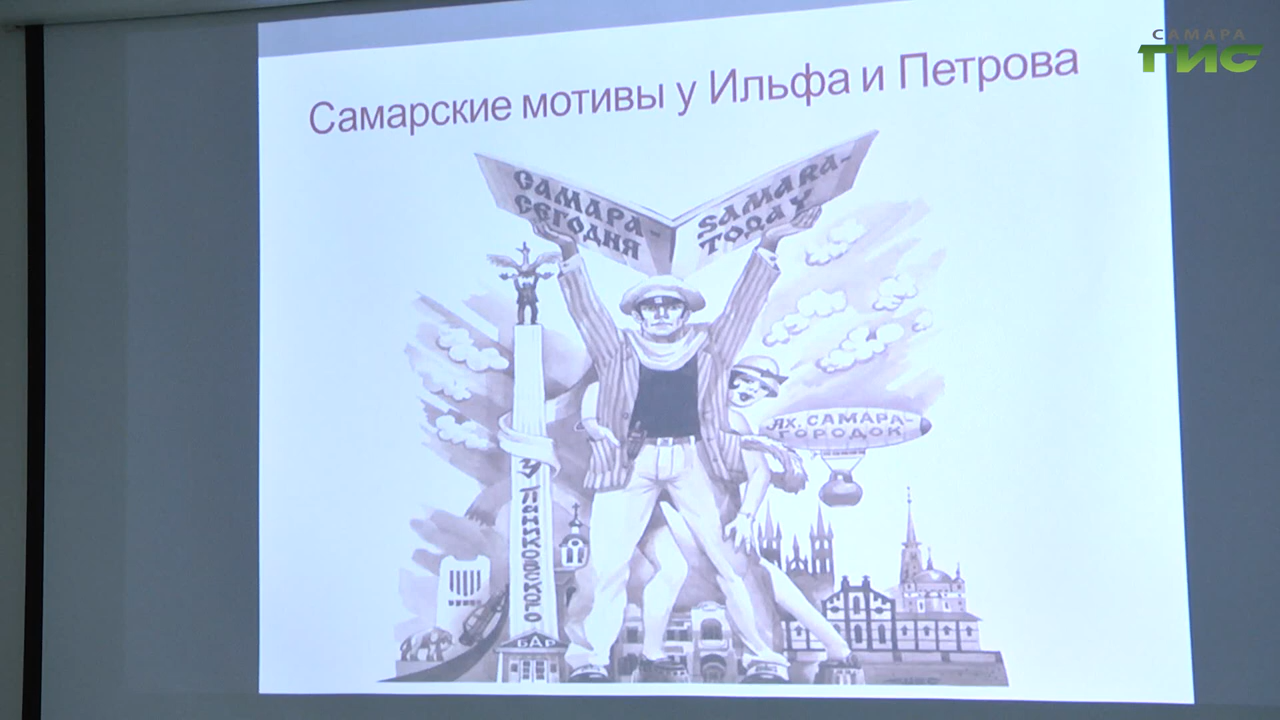 САМАРА
ГИС
Самарские мотивы у Ильфа и Петрова
САМАРА-
СЕГОДНЯ
SAMARA-
TODAY
АХ, САМАРА-
ГОРОДОК
У Паниковского
БАР